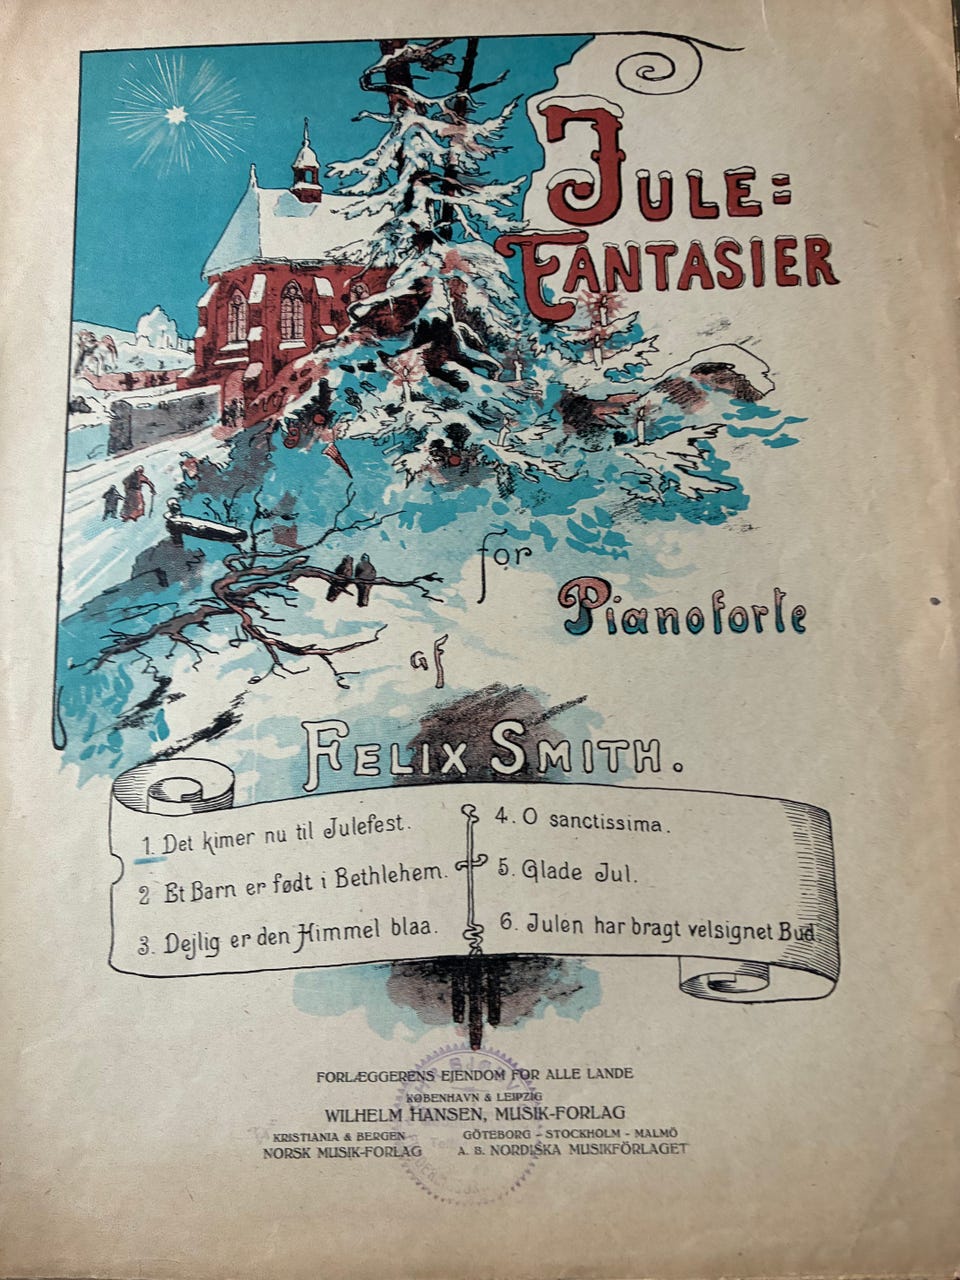 JULE=
FANTASIER
for
Pianoforte
af
FELIX SMITH.
1. Det kimer nu til Julefest.
2 Et Barn er født i Bethlehem.
3. Dejlig er den Himmel blaa.
4. O sanctissima.
5. Glade Jul.
6. Julen har bragt velsignet Bud.
FORLÆGGERENS EJENDOM FOR ALLE LANDE
KØBENHAVN & LEIPZIG
WILHELM HANSEN, MUSIK-FORLAG
KRISTIANIA & BERGEN
NORSK MUSIK-FORLAG
GÖTEBORG - STOCKHOLM - MALMÖ
A. B. NORDISKA MUSIKFÖRLAGET